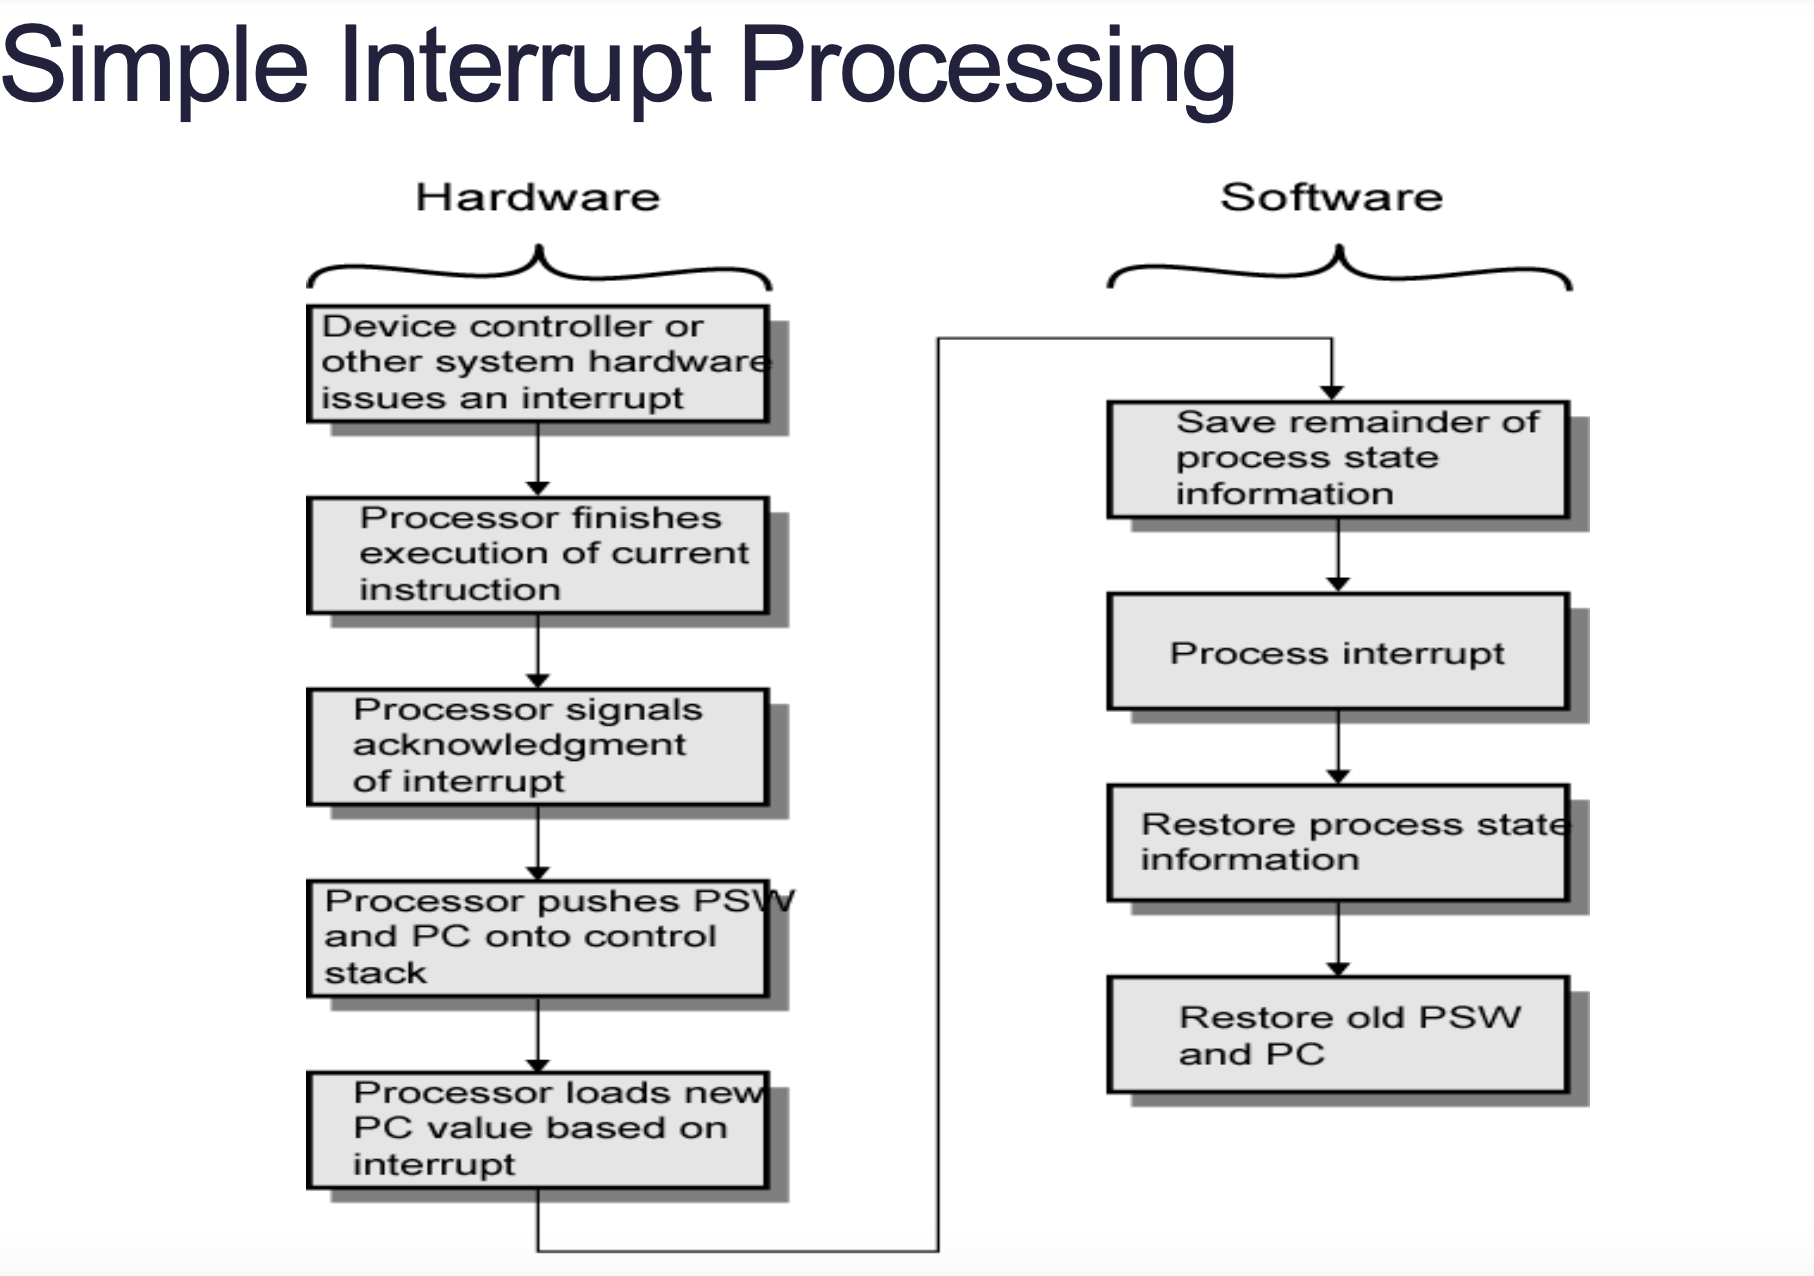 Simple Interrupt Processing
Hardware
Device controller or
other system hardware
issues an interrupt
Processor finishes
execution of current
instruction
Processor signals
acknowledgment
of interrupt
Processor pushes PSW
and PC onto control
stack
Processor loads new
PC value based on
interrupt
Software
Save remainder of
process state
information
Process interrupt
Restore process state
information
Restore old PSW
and PC